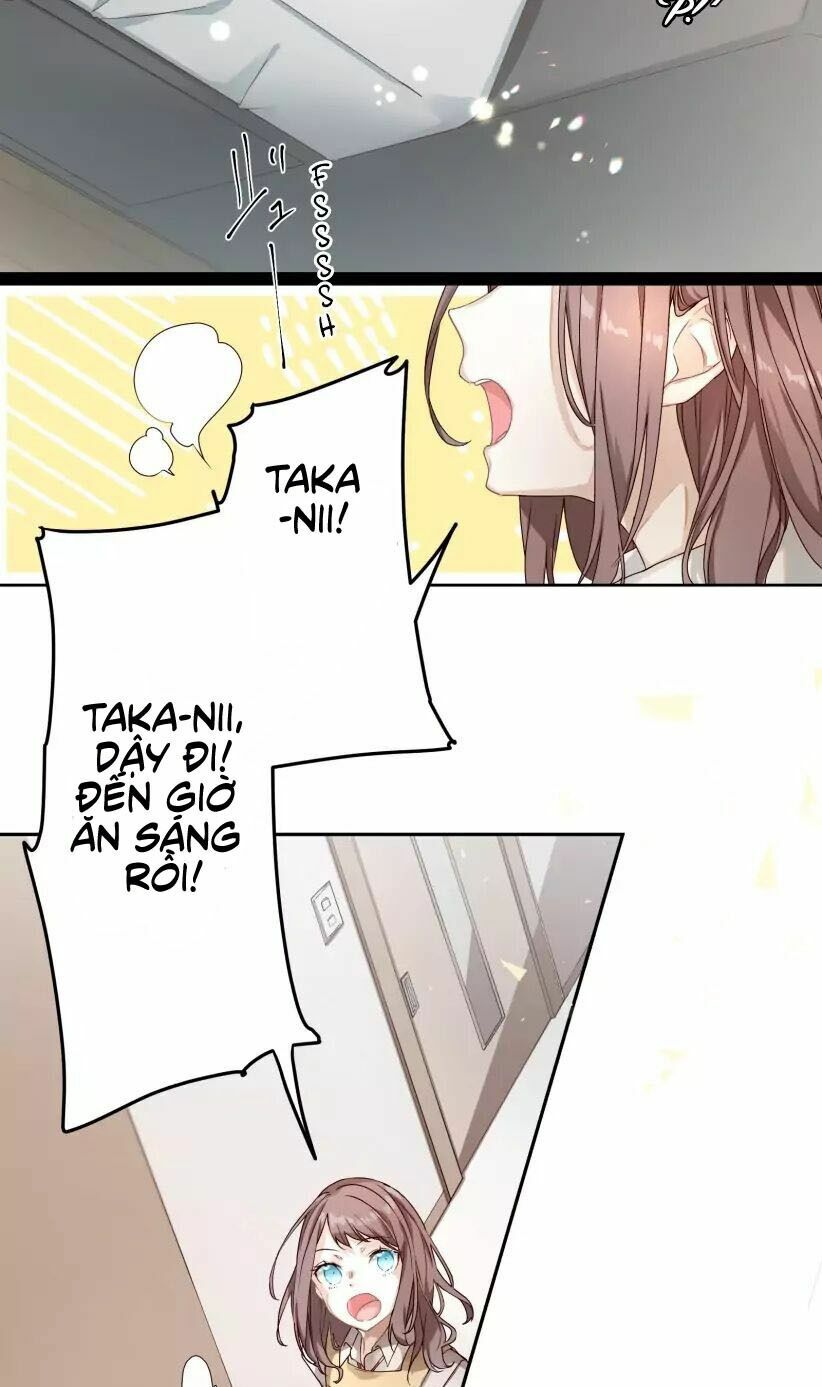 FSSSSSH
TAKA
-NII!
TAKA-NII,
DẬY ĐI!
ĐẾN GIỜ
ĂN SÁNG
RỒI!